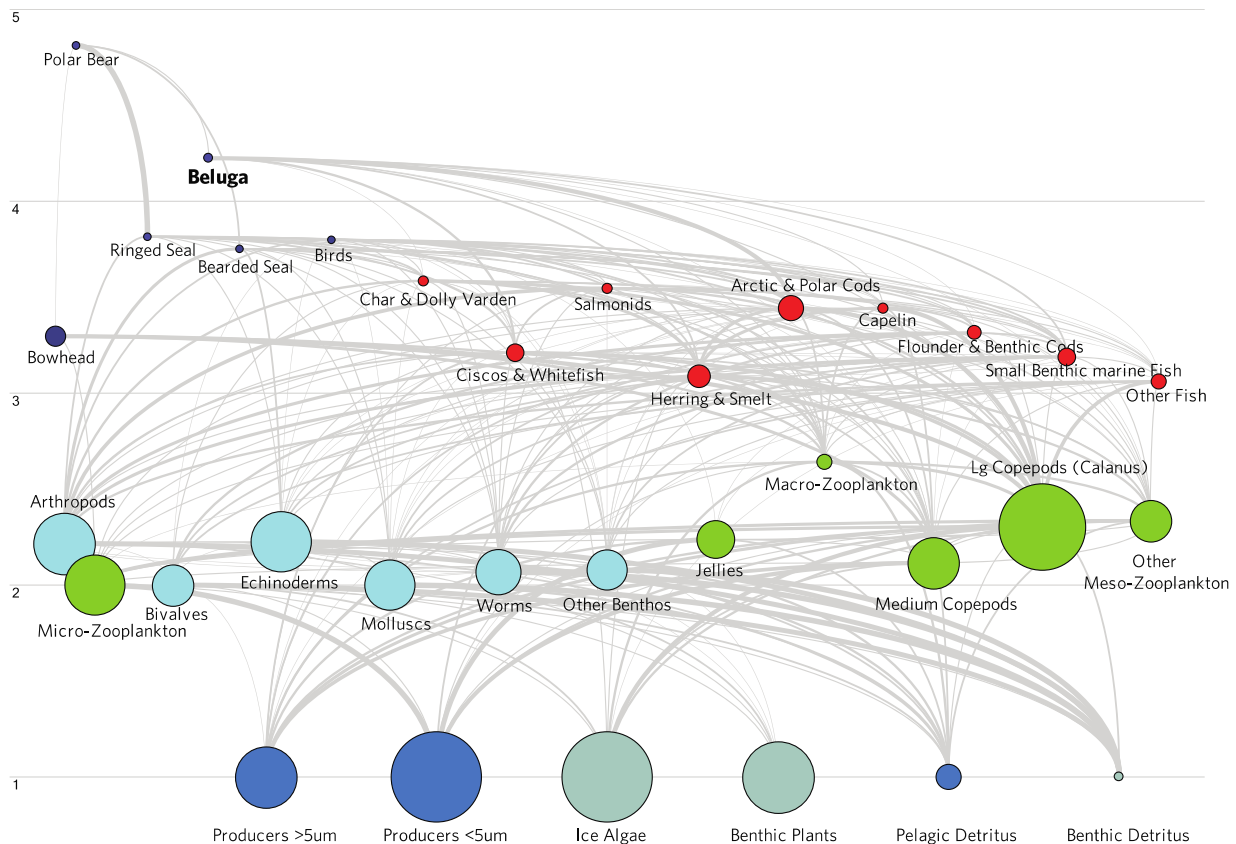 5
Polar Bear
Beluga
4
Ringed Seal
Bearded Seal
Birds
Char & Dolly Varden
Salmonids
Arctic & Polar Cods
Capelin
Flounder & Benthic Cods
Small Benthic marine Fish
Other Fish
Bowhead
Ciscos & Whitefish
Herring & Smelt
3
Macro-Zooplankton
Lg Copepods (Calanus)
Arthropods
Echinoderms
Jellies
Other
Meso-Zooplankton
2
Bivalves
Micro-Zooplankton
Molluscs
Worms
Other Benthos
Medium Copepods
1
Producers >5um
Producers <5um
Ice Algae
Benthic Plants
Pelagic Detritus
Benthic Detritus